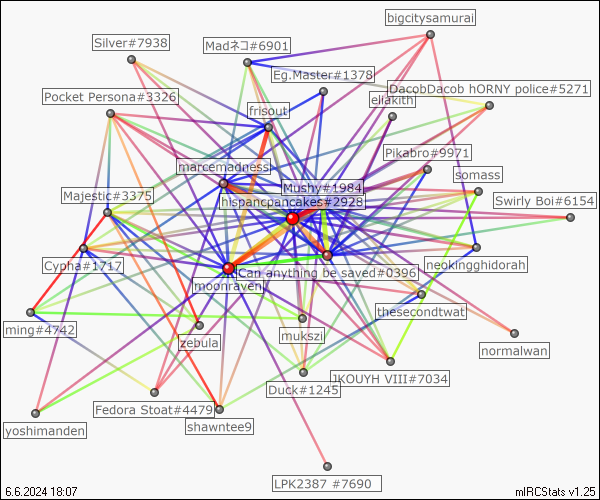 bigcitysamurai
Silver#7938
Madネコ#6901
Eg.Master#1378
DacobDacob hORNY police#5271
Pocket Persona#3326
eliakith
frisout
Pikabro#9971
marcemadness
somass
Mushy#1984
Majestic#3375
hispancpancakes#2928
Swirly Boi#6154
Cypha#1717
Can anything be saved#0396
neokingghidorah
moonraven
thesecondtwat
ming#4742
zebula
mukszi
normalwan
JKOUYH VIII#7034
Duck#1245
Fedora Stoat#4479
yoshimanden
shawntee9
LPK2387 #7690
6.6.2024 18:07
mIRCStats v1.25